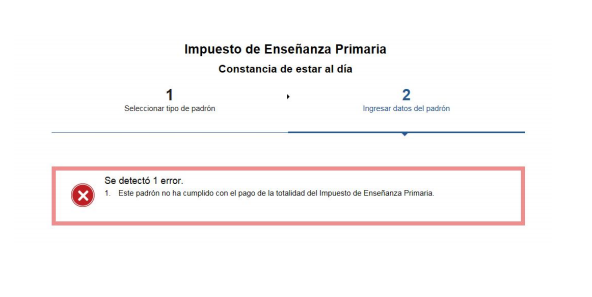 Impuesto de Enseñanza Primaria
Constancia de estar al día
1
Seleccionar tipo de padrón
2
Ingresar datos del padrón
Se detectó 1 error.
1. Este padrón no ha cumplido con el pago de la totalidad del Impuesto de Enseñanza Primaria.